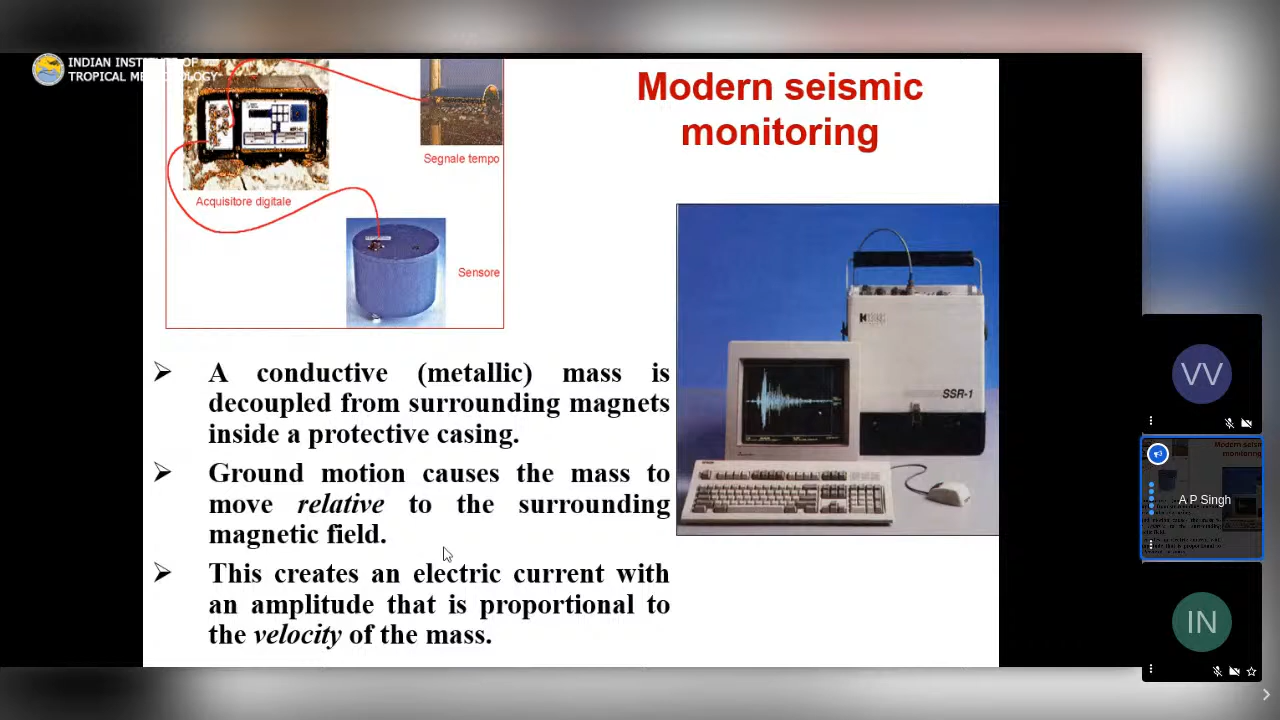 INDIAN INSTITUTE OF
TROPICAL METEOROLOGY
Modern seismic
monitoring
Segnale tempo
Acquisitore digitale
Sensore
SSR-1
➢ A conductive (metallic) mass is
decoupled from surrounding magnets
inside a protective casing.
➢ Ground motion causes the mass to
move relative to the surrounding
magnetic field.
➢ This creates an electric current with
an amplitude that is proportional to
the velocity of the mass.
VV
A P Singh
IN